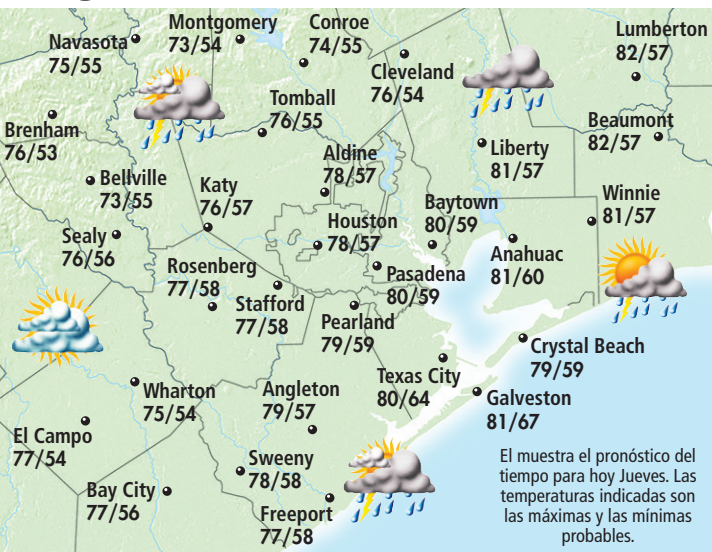 Navasota
75/55
Montgomery
73/54
Conroe
74/55
Cleveland
76/54
Lumberton
82/57
Tomball
76/55
Brenham
76/53
Beaumont
82/57
Liberty
81/57
Aldine
78/57
Bellville
73/55
Katy
76/57
Baytown
80/59
Winnie
81/57
Houston
78/57
Sealy
76/56
Anahuac
81/60
Rosenberg
77/58
Pasadena
80/59
Stafford
77/58
Pearland
79/59
Crystal Beach
79/59
Texas City
80/64
Wharton
75/54
Angleton
79/57
Galveston
81/67
El Campo
77/54
Sweeny
78/58
Bay City
77/56
Freeport
77/58
El muestra el pronóstico del
tiempo para hoy Jueves. Las
temperaturas indicadas son
las máximas y las mínimas
probables.